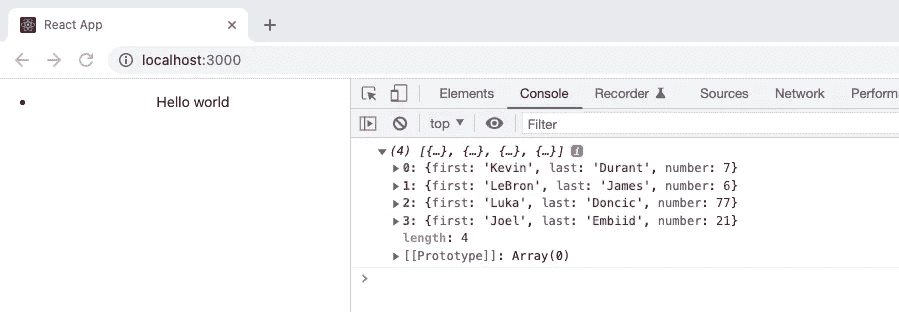 React App
localhost:3000
Elements Console Recorder Sources Network Performa
top Filter
Hello world
(4) [{…}, {…}, {…}, {…}] i
0: {first: 'Kevin', last: 'Durant', number: 7}
1: {first: 'LeBron', last: 'James', number: 6}
2: {first: 'Luka', last: 'Doncic', number: 77}
3: {first: 'Joel', last: 'Embiid', number: 21}
length: 4
[[Prototype]]: Array(0)